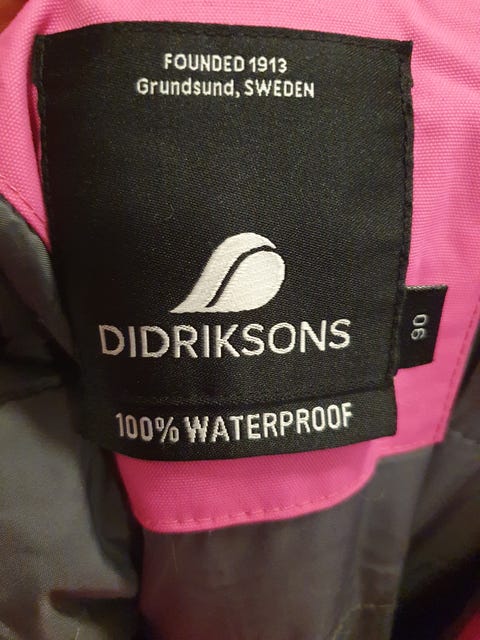 FOUNDED 1913
Grundsund, SWEDEN
DIDRIKSONS
90
100% WATERPROOF